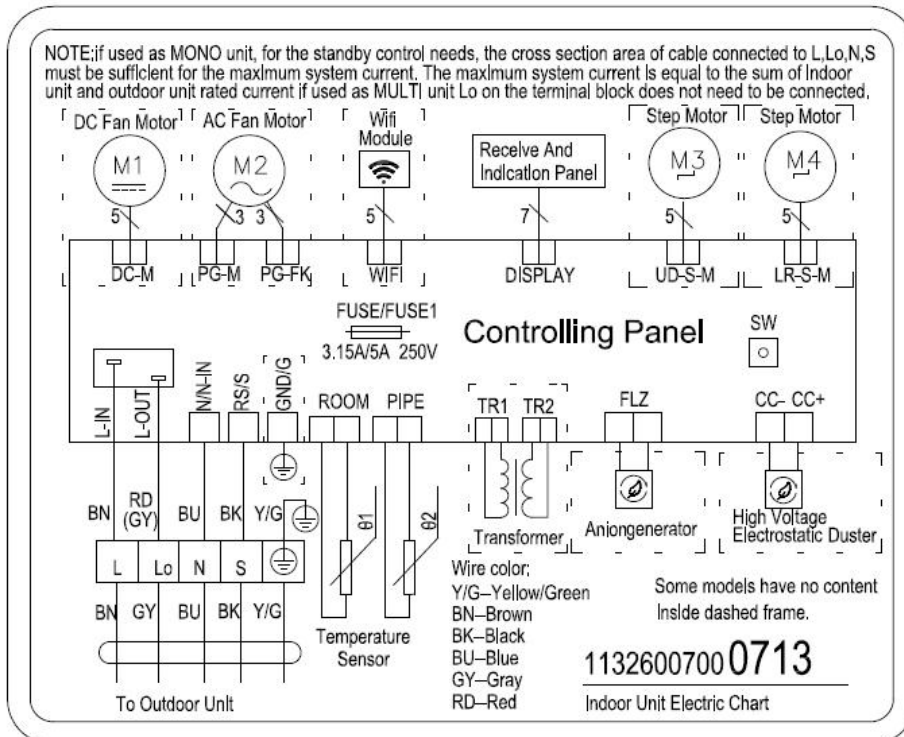 NOTE;if used as MONO unit, for the standby control needs, the cross section area of cable connected to L,Lo,N,S
must be sufficient for the maximum system current. The maximum system current is equal to the sum of Indoor
unit and outdoor unit rated current if used as MULTI unit Lo on the terminal block does not need to be connected.
DC Fan Motor AC Fan Motor Wifi Module Step Motor Step Motor
Receive And
Indication Panel
M1 M2 M3 M4
5 3 3 5 7 5 5
DC-M PG-M PG-FK WIFI DISPLAY UD-S-M LR-S-M
FUSE/FUSE1
3.15A/5A 250V
Controlling Panel
SW
L-IN L-OUT N/N-IN RS/S GND/G
ROOM PIPE TR1 TR2 FLZ CC- CC+
BN RD (GY) BU BK Y/G
θ1 θ2
Transformer
Aniongenerator
High Voltage
Electrostatic Duster
L Lo N S
BN GY BU BK Y/G
Temperature
Sensor
To Outdoor Unit
Wire color;
Y/G–Yellow/Green
BN–Brown
BK–Black
BU–Blue
GY–Gray
RD–Red
Some models have no content
Inside dashed frame.
11326007000713
Indoor Unit Electric Chart